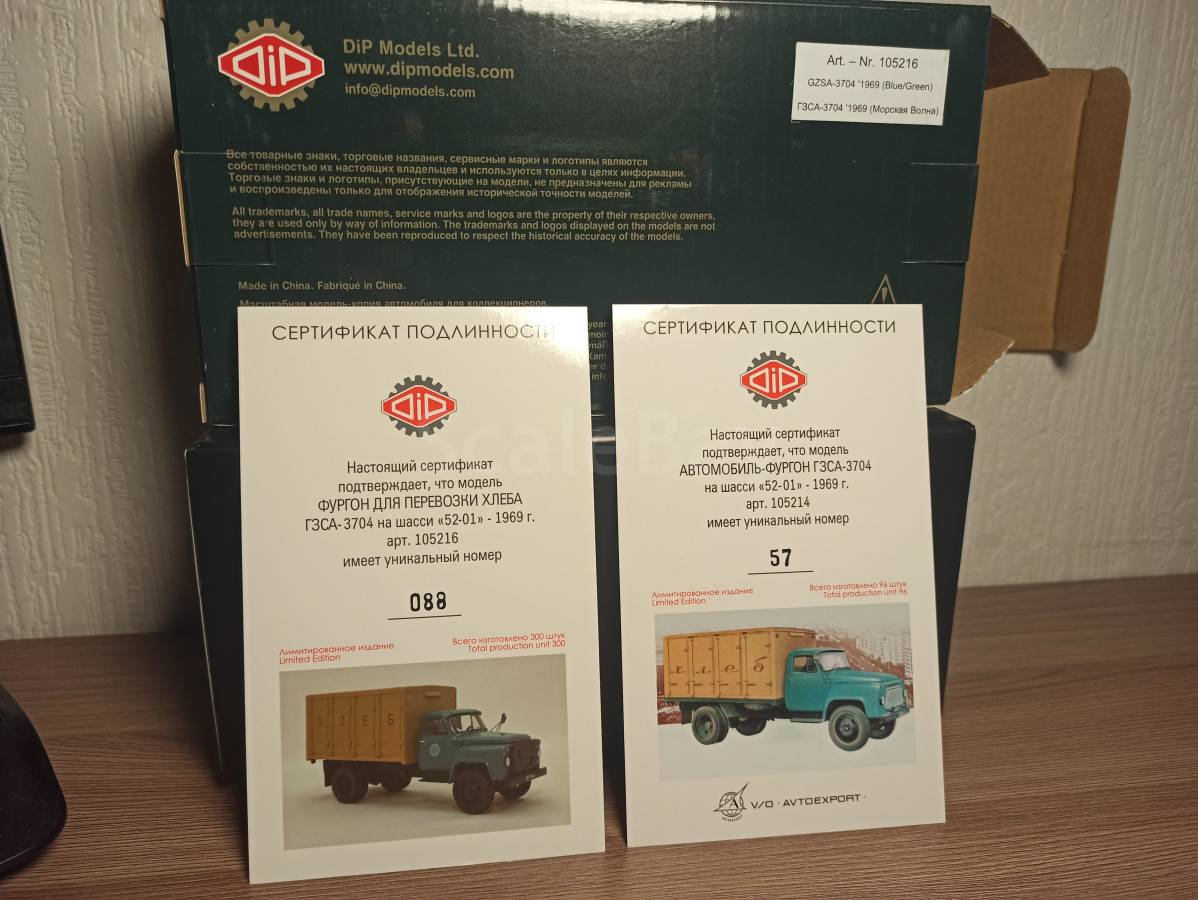 DiP
DiP Models Ltd.
www.dipmodels.com
info@dipmodels.com
Art. – Nr. 105216
GZSA-3704 '1969 (Blue/Green)
ГЗСА-3704 '1969 (Морская Волна)
Все товарные знаки, торговые названия, сервисные марки и логотипы являются
собственностью их настоящих владельцев и используются только в целях информации.
Торговые знаки и логотипы, присутствующие на модели, не предназначены для рекламы
и воспроизведены только для отображения исторической точности моделей.
All trademarks, all trade names, service marks and logos are the property of their respective owners,
they are used only by way of information. The trademarks and logos displayed on the models are not
advertisements. They have been reproduced to respect the historical accuracy of the models.
Made in China. Fabriqué in China.
Масштабная модель-копия автомобиля для коллекционеров.
СЕРТИФИКАТ ПОДЛИННОСТИ
DiP
Настоящий сертификат
подтверждает, что модель
ФУРГОН ДЛЯ ПЕРЕВОЗКИ ХЛЕБА
ГЗСА-3704 на шасси «52-01» - 1969 г.
арт. 105216
имеет уникальный номер
088
Лимитированное издание
Limited Edition
Всего изготовлено 300 штук
Total production unit 300
ХЛЕБ
СЕРТИФИКАТ ПОДЛИННОСТИ
DiP
Настоящий сертификат
подтверждает, что модель
АВТОМОБИЛЬ-ФУРГОН ГЗСА-3704
на шасси «52-01» - 1969 г.
арт. 105214
имеет уникальный номер
57
Лимитированное издание
Limited Edition
Всего изготовлено 96 штук
Total production unit 96
хлеб
V/O · AVTOEXPORT ·